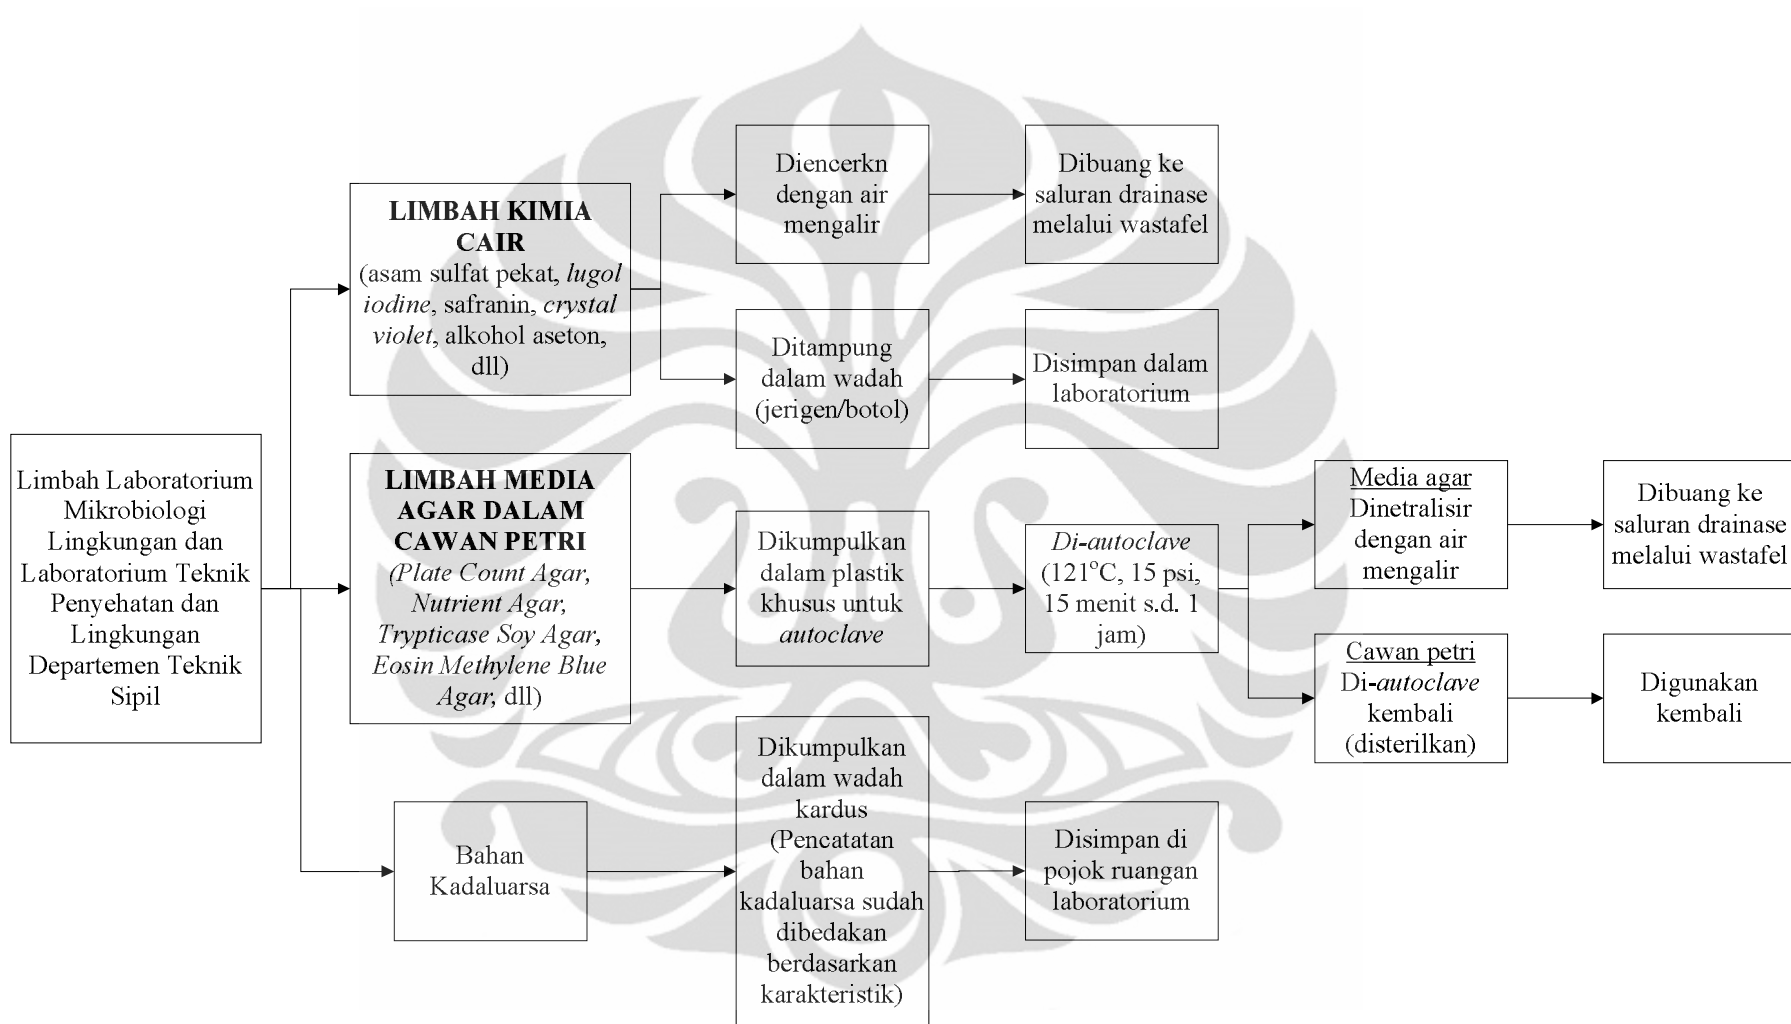 Limbah Laboratorium
Mikrobiologi
Lingkungan dan
Laboratorium Teknik
Penyehatan dan
Lingkungan
Departemen Teknik
Sipil
LIMBAH KIMIA
CAIR
(asam sulfat pekat, lugol
iodine, safranin, crystal
violet, alkohol aseton,
dll)
Diencerkn
dengan air
mengalir
Dibuang ke
saluran drainase
melalui wastafel
Ditampung
dalam wadah
(jerigen/botol)
Disimpan dalam
laboratorium
LIMBAH MEDIA
AGAR DALAM
CAWAN PETRI
(Plate Count Agar,
Nutrient Agar,
Trypticase Soy Agar,
Eosin Methylene Blue
Agar, dll)
Dikumpulkan
dalam plastik
khusus untuk
autoclave
Di-autoclave
(121°C, 15 psi,
15 menit s.d. 1
jam)
Media agar
Dinetralisir
dengan air
mengalir
Dibuang ke
saluran drainase
melalui wastafel
Cawan petri
Di-autoclave
kembali
(disterilkan)
Digunakan
kembali
Bahan
Kadaluarsa
Dikumpulkan
dalam wadah
kardus
(Pencatatan
bahan
kadaluarsa sudah
dibedakan
berdasarkan
karakteristik)
Disimpan di
pojok ruangan
laboratorium